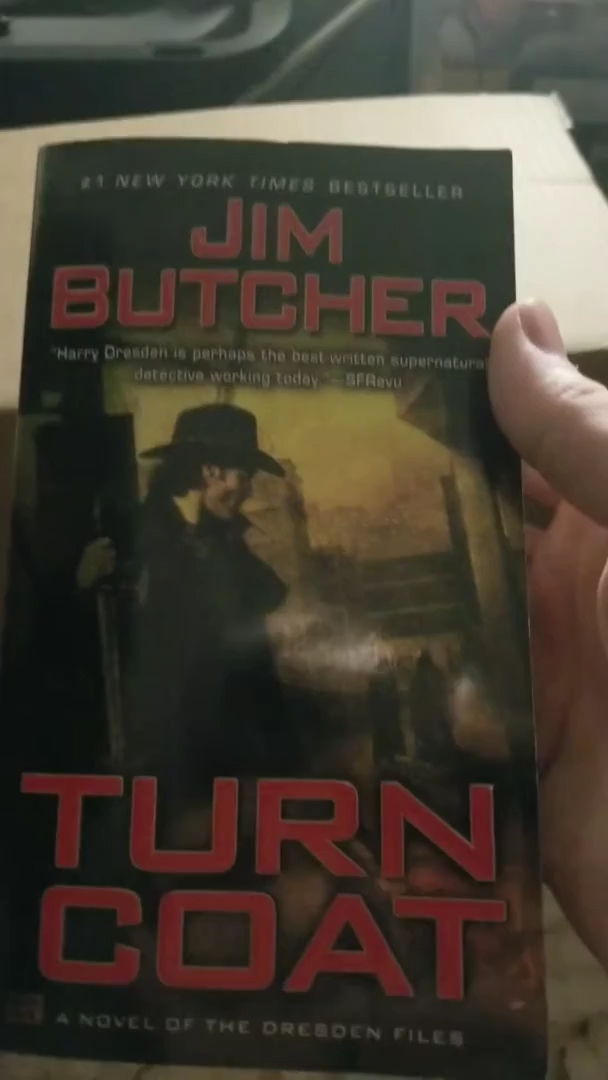 #1 NEW YORK TIMES BESTSELLER
JIM
BUTCHER
"Harry Dresden is perhaps the best-written supernatural
detective working today." —SFRevu
TURN
COAT
A NOVEL OF THE DRESDEN FILES